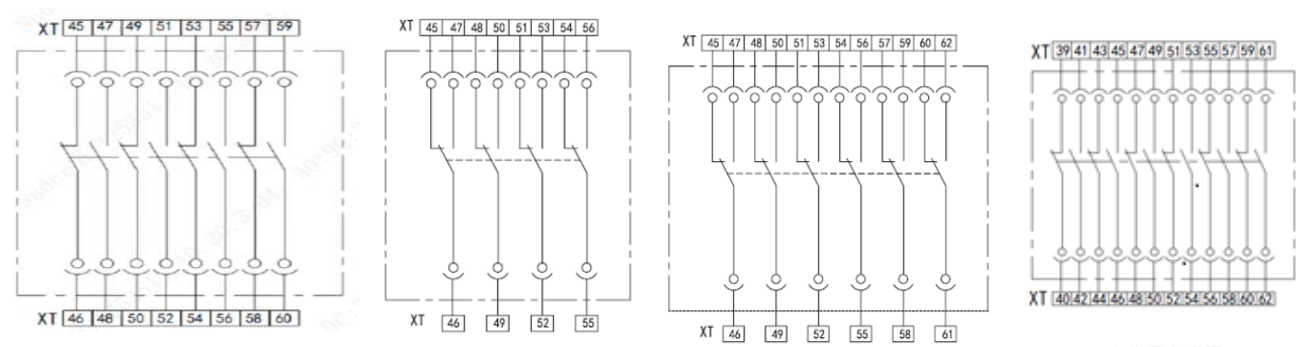 XT 45 47 49 51 53 55 57 59
XT 46 48 50 52 54 56 58 60
XT 45 47 48 50 51 53 54 56
XT 46 49 52 55
XT 45 47 48 50 51 53 54 56 57 59 60 62
XT 46 49 52 55 58 61
XT 39 41 43 45 47 49 51 53 55 57 59 61
XT 40 42 44 46 48 50 52 54 56 58 60 62